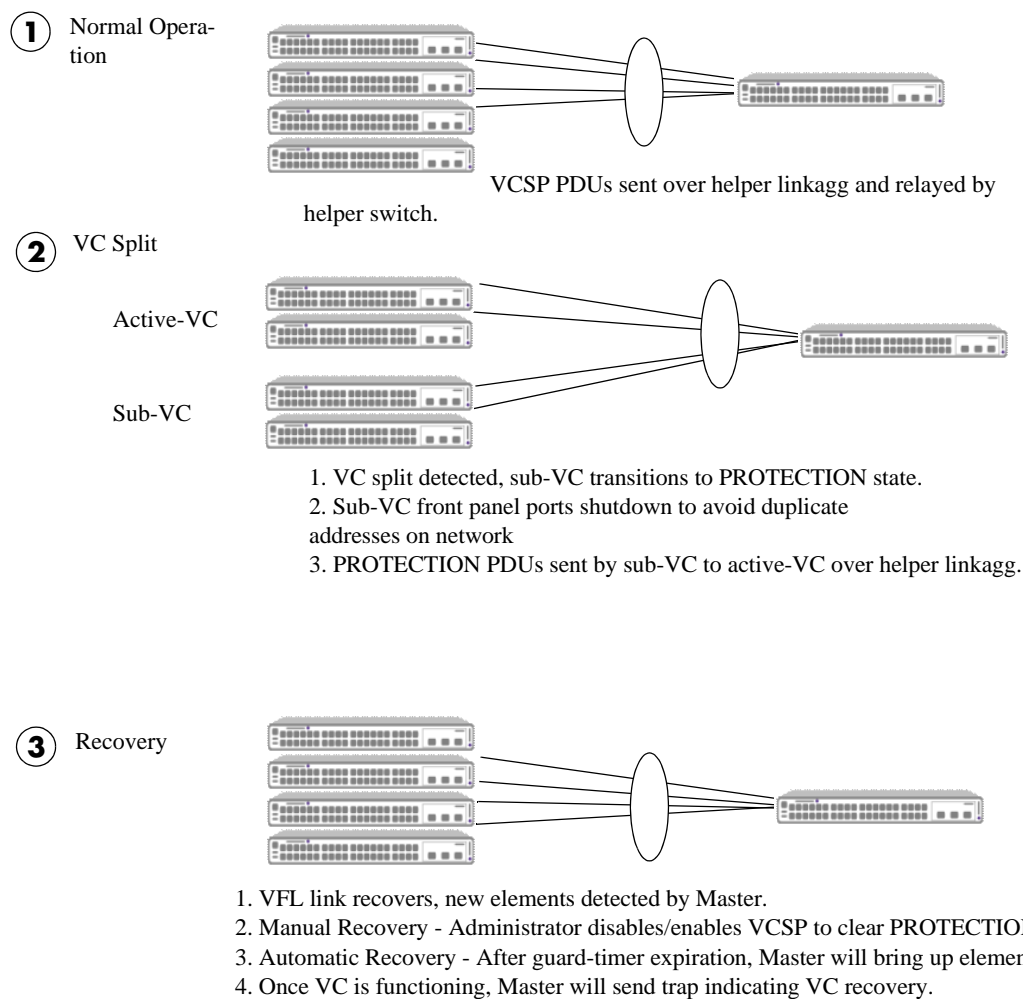 1 Normal Opera-
tion
VCSP PDUs sent over helper linkagg and relayed by
helper switch.
2 VC Split
Active-VC
Sub-VC
1. VC split detected, sub-VC transitions to PROTECTION state.
2. Sub-VC front panel ports shutdown to avoid duplicate
addresses on network
3. PROTECTION PDUs sent by sub-VC to active-VC over helper linkagg.
3 Recovery
1. VFL link recovers, new elements detected by Master.
2. Manual Recovery - Administrator disables/enables VCSP to clear
3. Automatic Recovery - After guard-timer expiration, Master will bring up
4. Once VC is functioning, Master will send trap indicating VC recovery.